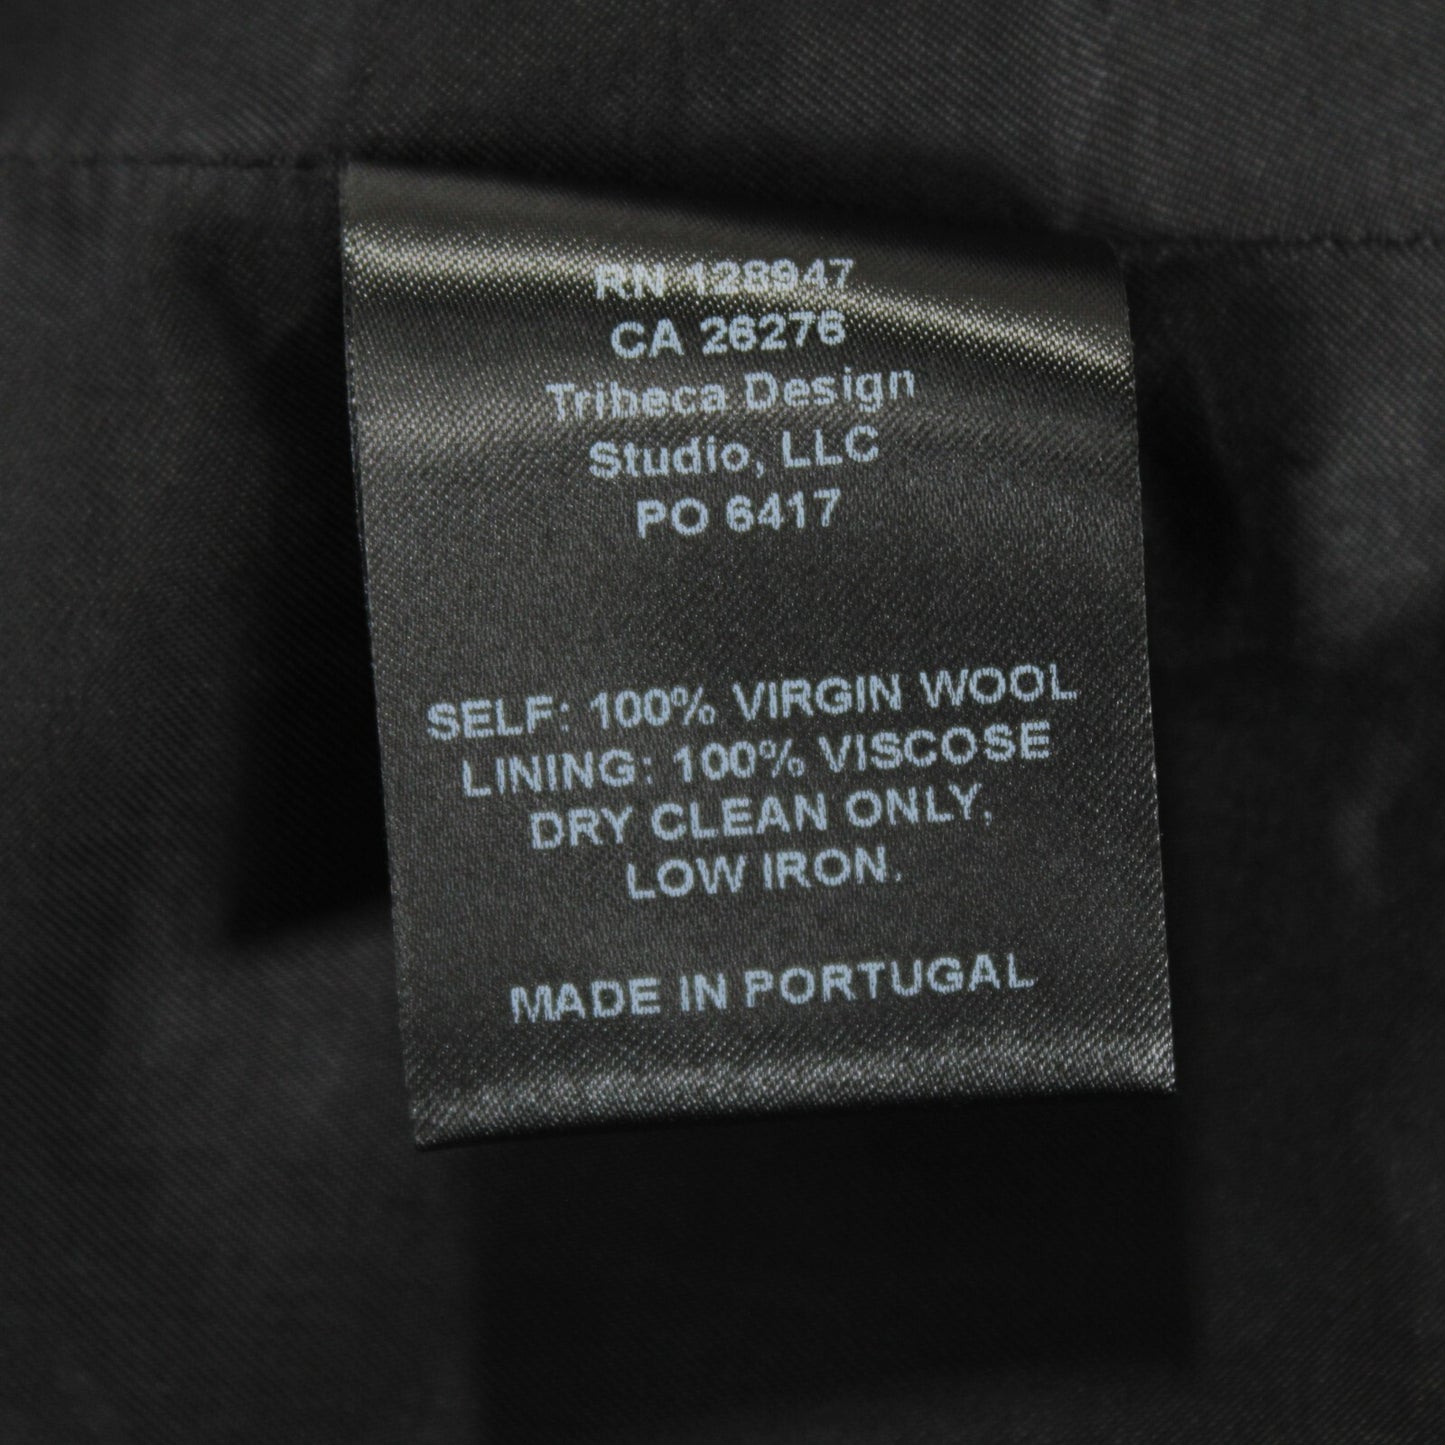 RN 128947
CA 26276
Tribeca Design
Studio, LLC
PO 6417
SELF: 100% VIRGIN WOOL
LINING: 100% VISCOSE
DRY CLEAN ONLY,
LOW IRON.
MADE IN PORTUGAL